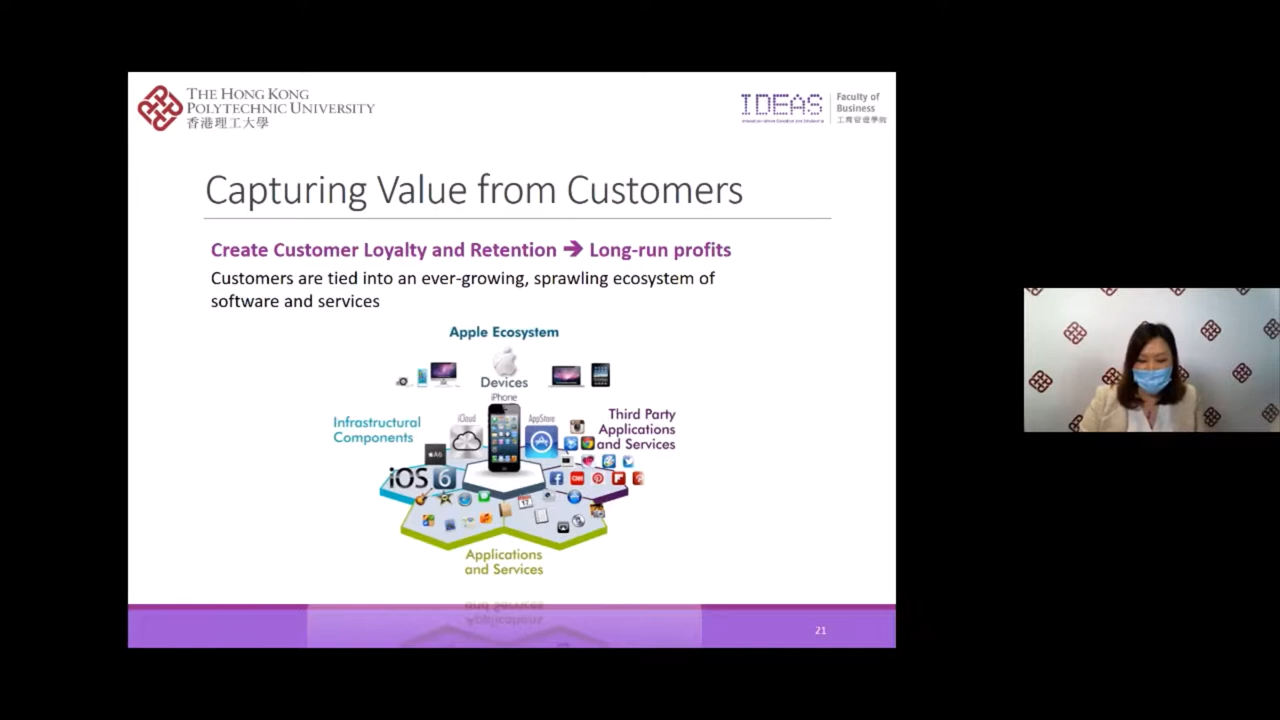 THE HONG KONG
POLYTECHNIC UNIVERSITY
香港理工大學
IDEAS
Faculty of
Business
工商管理學院
Capturing Value from Customers
Create Customer Loyalty and Retention ➔ Long-run profits
Customers are tied into an ever-growing, sprawling ecosystem of
software and services
Apple Ecosystem
Devices
iPhone
Infrastructural
Components
iCloud
AppStore
Third Party
Applications
and Services
A6
iOS 6
17
CNN
Applications
and Services
21